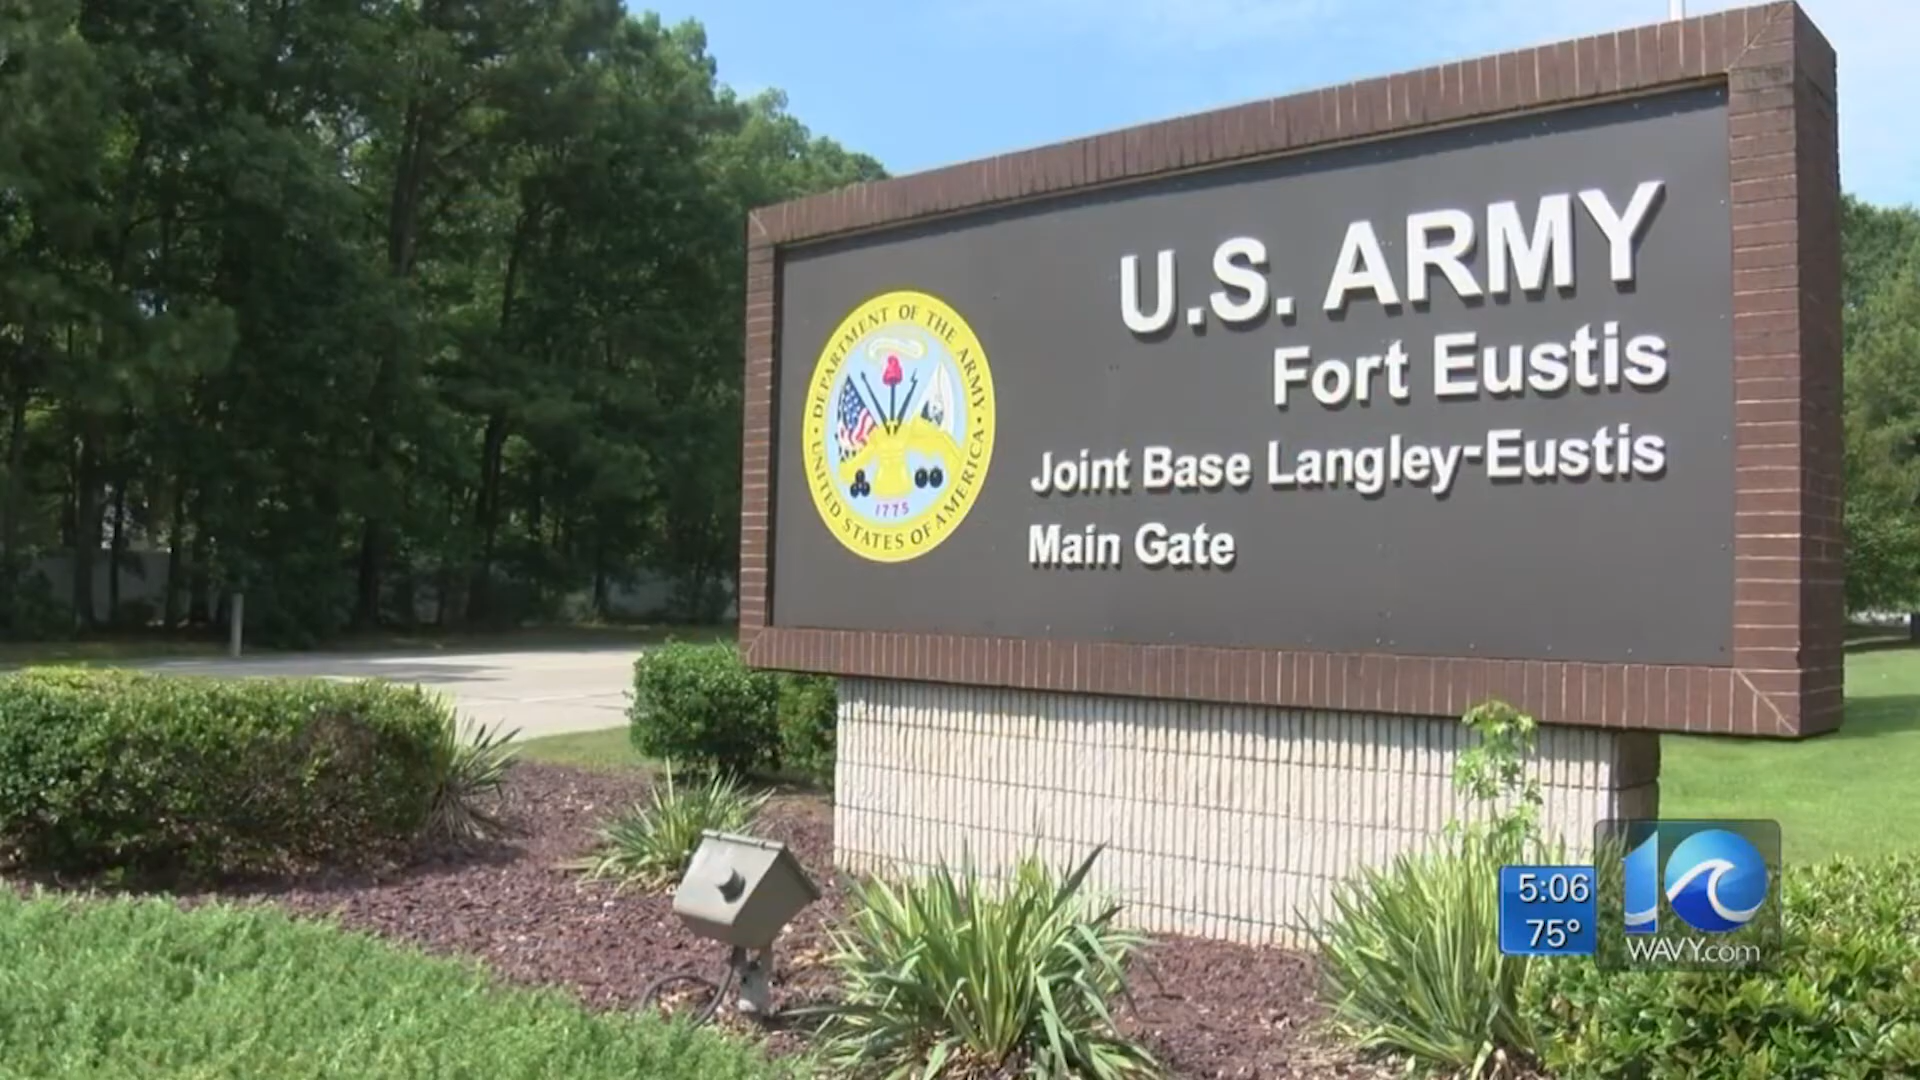 U.S. ARMY
Fort Eustis
Joint Base Langley-Eustis
Main Gate
DEPARTMENT OF THE ARMY
UNITED STATES OF AMERICA
1775
5:06
75°
10
WAVY.com